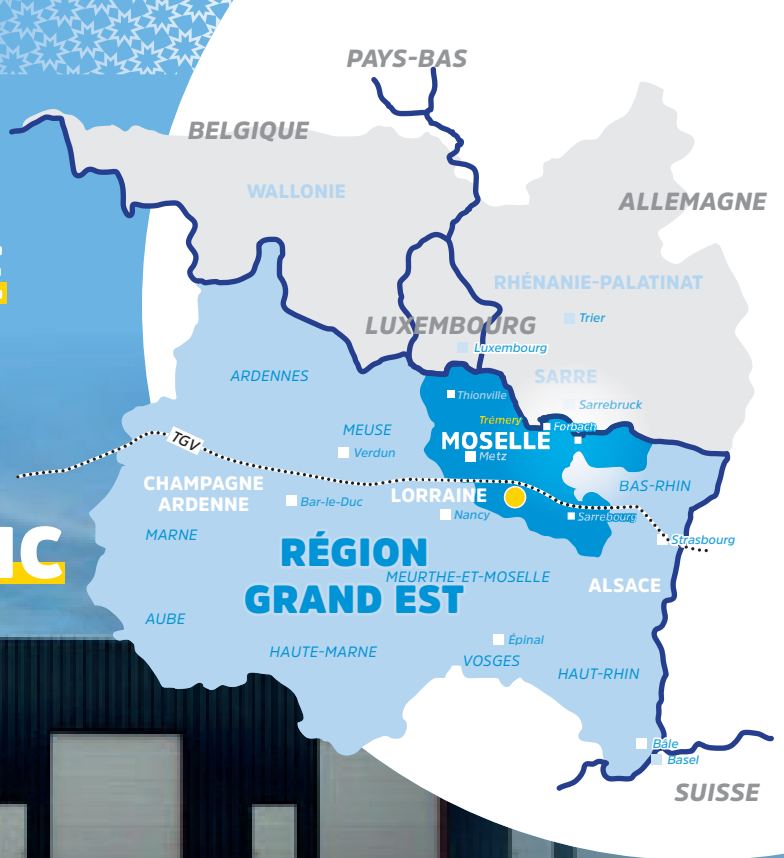 PAYS-BAS
BELGIQUE
WALLONIE
ALLEMAGNE
RHÉNANIE-PALATINAT
Trier
LUXEMBOURG
Luxembourg
SARRE
ARDENNES
Thionville
Sarrebruck
Trémery
Forbach
MEUSE
MOSELLE
TGV
Verdun
Metz
CHAMPAGNE
ARDENNE
BAS-RHIN
LORRAINE
Bar-le-Duc
Nancy
Sarrebourg
MARNE
Strasbourg
IC
RÉGION
GRAND EST
MEURTHE-ET-MOSELLE
ALSACE
AUBE
Épinal
HAUTE-MARNE
VOSGES
HAUT-RHIN
Bâle
Basel
SUISSE